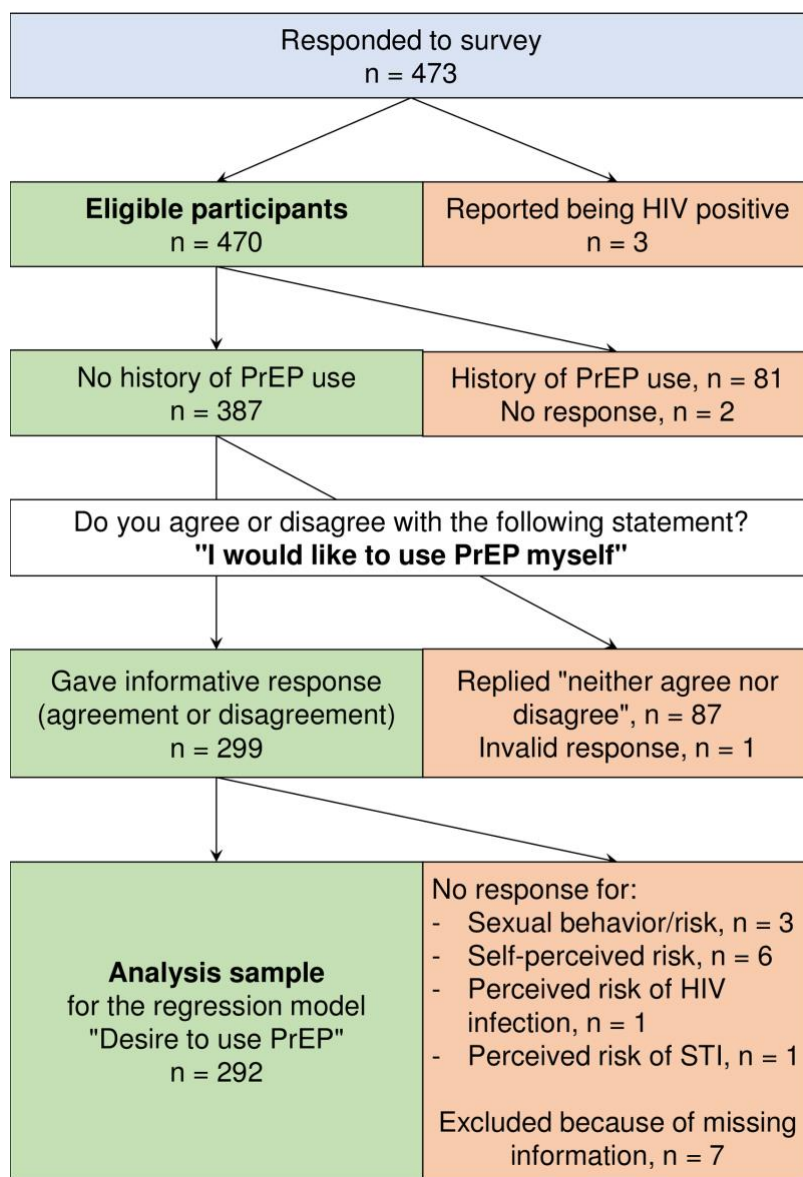 Responded to survey
n = 473
Eligible participants
n = 470
Reported being HIV positive
n = 3
No history of PrEP use
n = 387
History of PrEP use, n = 81
No response, n = 2
Do you agree or disagree with the following statement?
"I would like to use PrEP myself"
Gave informative response
(agreement or disagreement)
n = 299
Replied "neither agree nor
disagree", n = 87
Invalid response, n = 1
Analysis sample
for the regression model
"Desire to use PrEP"
n = 292
No response for:
- Sexual behavior/risk, n = 3
- Self-perceived risk, n = 6
- Perceived risk of HIV
infection, n = 1
- Perceived risk of STI, n = 1
Excluded because of missing
information, n = 7